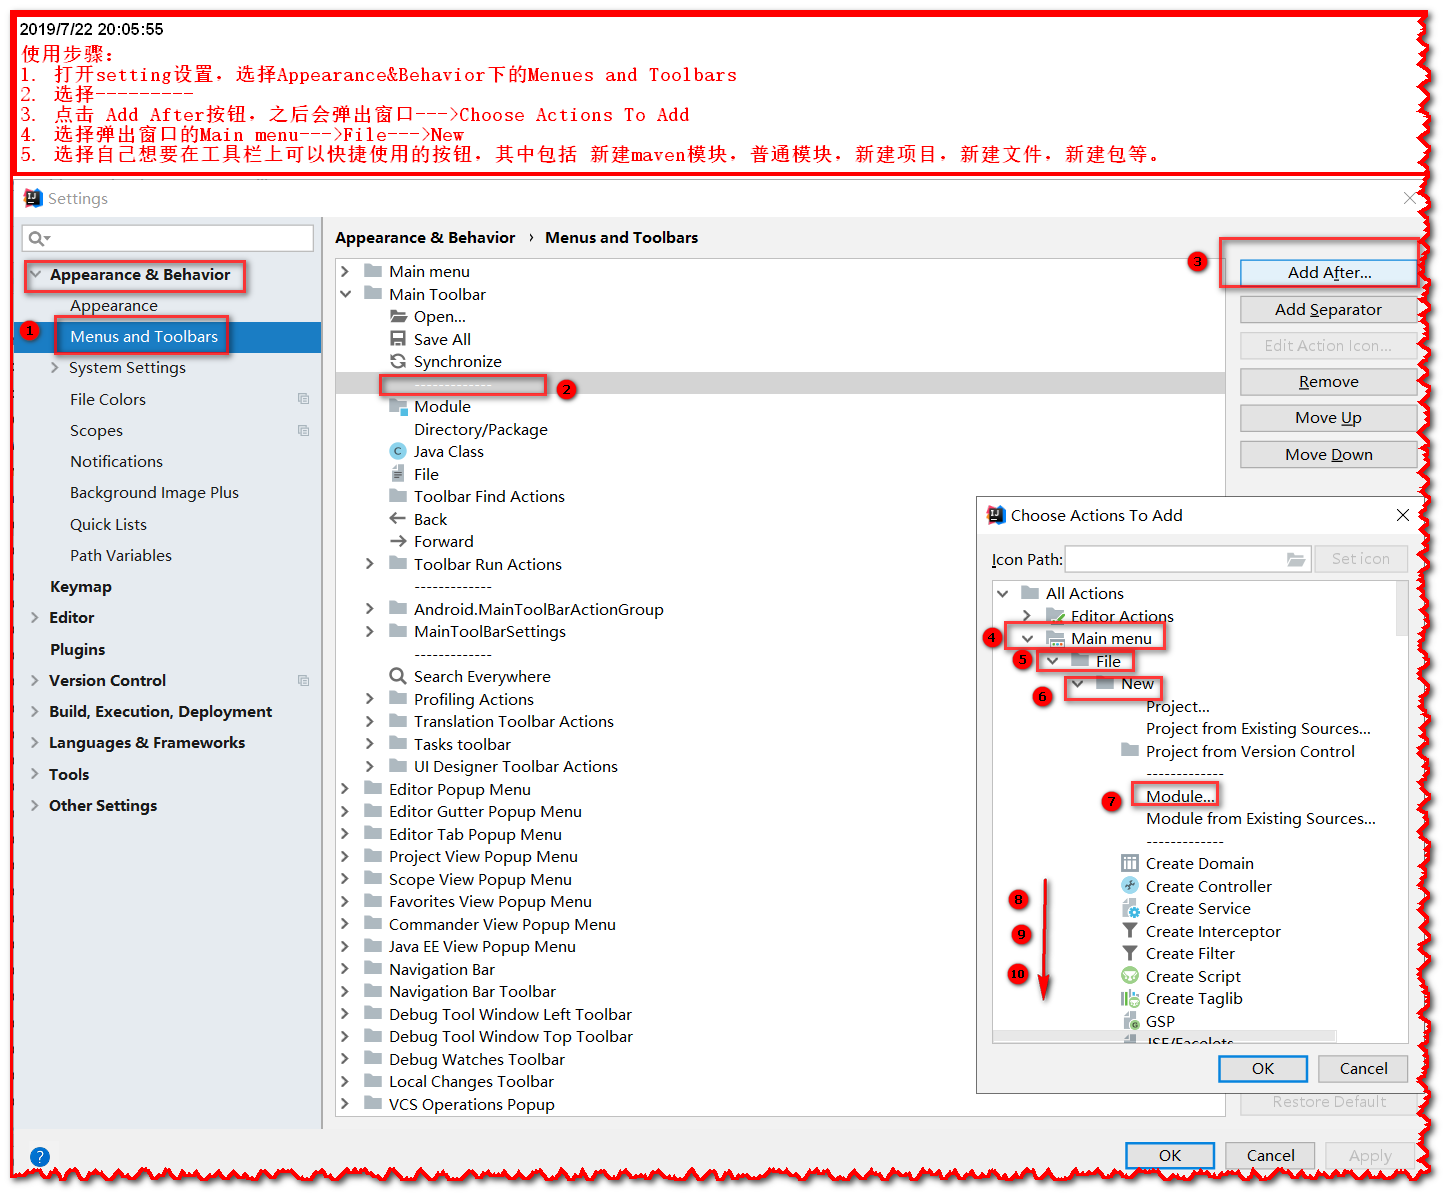 2019/7/22 20:05:55
使用步骤：
1. 打开setting设置，选择Appearance&Behavior下的Menues and Toolbars
2. 选择---------
3. 点击 Add After按钮，之后会弹出窗口--->Choose Actions To Add
4. 选择弹出窗口的Main menu--->File--->New
5. 选择自己想要在工具栏上可以快捷使用的按钮，其中包括 新建maven模块，普通模块，新建项目，新建文件，新建包等。
Settings
Appearance & Behavior
Appearance
1
Menus and Toolbars
System Settings
File Colors
Scopes
Notifications
Background Image Plus
Quick Lists
Path Variables
Keymap
Editor
Plugins
Version Control
Build, Execution, Deployment
Languages & Frameworks
Tools
Other Settings
Appearance & Behavior › Menus and Toolbars
Main menu
Main Toolbar
Open...
Save All
Synchronize
-------------
2
Module
Directory/Package
Java Class
File
Toolbar Find Actions
Back
Forward
Toolbar Run Actions
-------------
Android.MainToolBarActionGroup
MainToolBarSettings
-------------
Search Everywhere
Profiling Actions
Translation Toolbar Actions
Tasks toolbar
UI Designer Toolbar Actions
Editor Popup Menu
Editor Gutter Popup Menu
Editor Tab Popup Menu
Project View Popup Menu
Scope View Popup Menu
Favorites View Popup Menu
Commander View Popup Menu
Java EE View Popup Menu
Navigation Bar
Navigation Bar Toolbar
Debug Tool Window Left Toolbar
Debug Tool Window Top Toolbar
Debug Watches Toolbar
Local Changes Toolbar
VCS Operations Popup
3
Add After...
Add Separator
Edit Action Icon...
Remove
Move Up
Move Down
Choose Actions To Add
Icon Path:
Set icon
All Actions
Editor Actions
4
Main menu
5
File
6
New
Project...
Project from Existing Sources...
Project from Version Control
-------------
7
Module...
Module from Existing Sources...
-------------
Create Domain
Create Controller
8
Create Service
9
Create Interceptor
Create Filter
10
Create Script
Create Taglib
GSP
JSF/Facelets
OK
Cancel
Restore Default
?
OK
Cancel
Apply